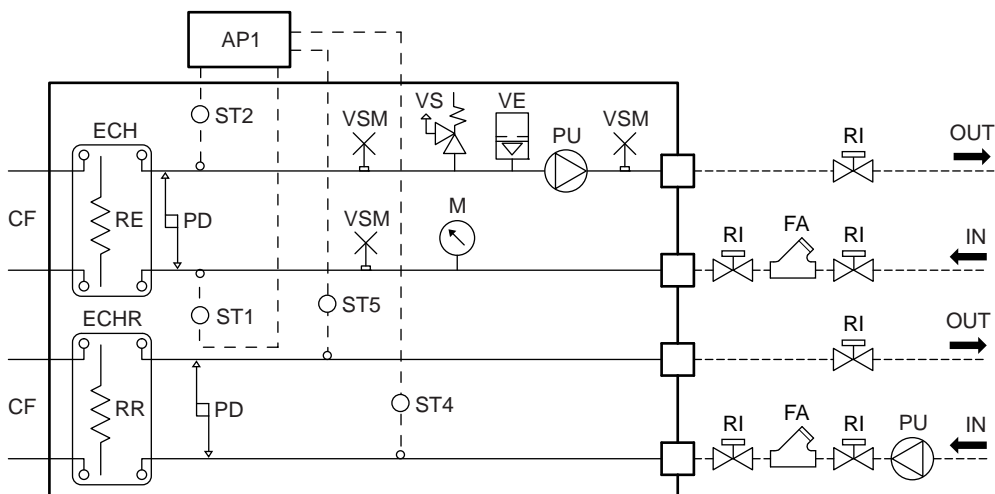 AP1
ST2
VSM
VS
VE
PU
VSM
RI
OUT
ECH
CF
RE
PD
VSM
M
RI
FA
RI
IN
ECHR
ST1
ST5
RI
OUT
CF
RR
PD
ST4
RI
FA
RI
PU
IN